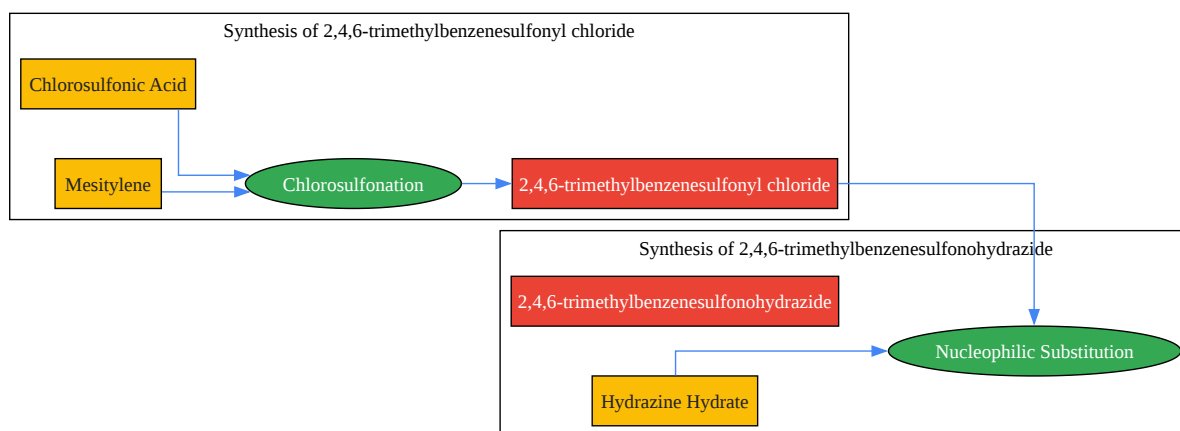 Synthesis of 2,4,6-trimethylbenzenesulfonyl chloride
Chlorosulfonic Acid
Mesitylene
Chlorosulfonation
2,4,6-trimethylbenzenesulfonyl chloride
Synthesis of 2,4,6-trimethylbenzenesulfonohydrazide
2,4,6-trimethylbenzenesulfonohydrazide
Nucleophilic Substitution
Hydrazine Hydrate